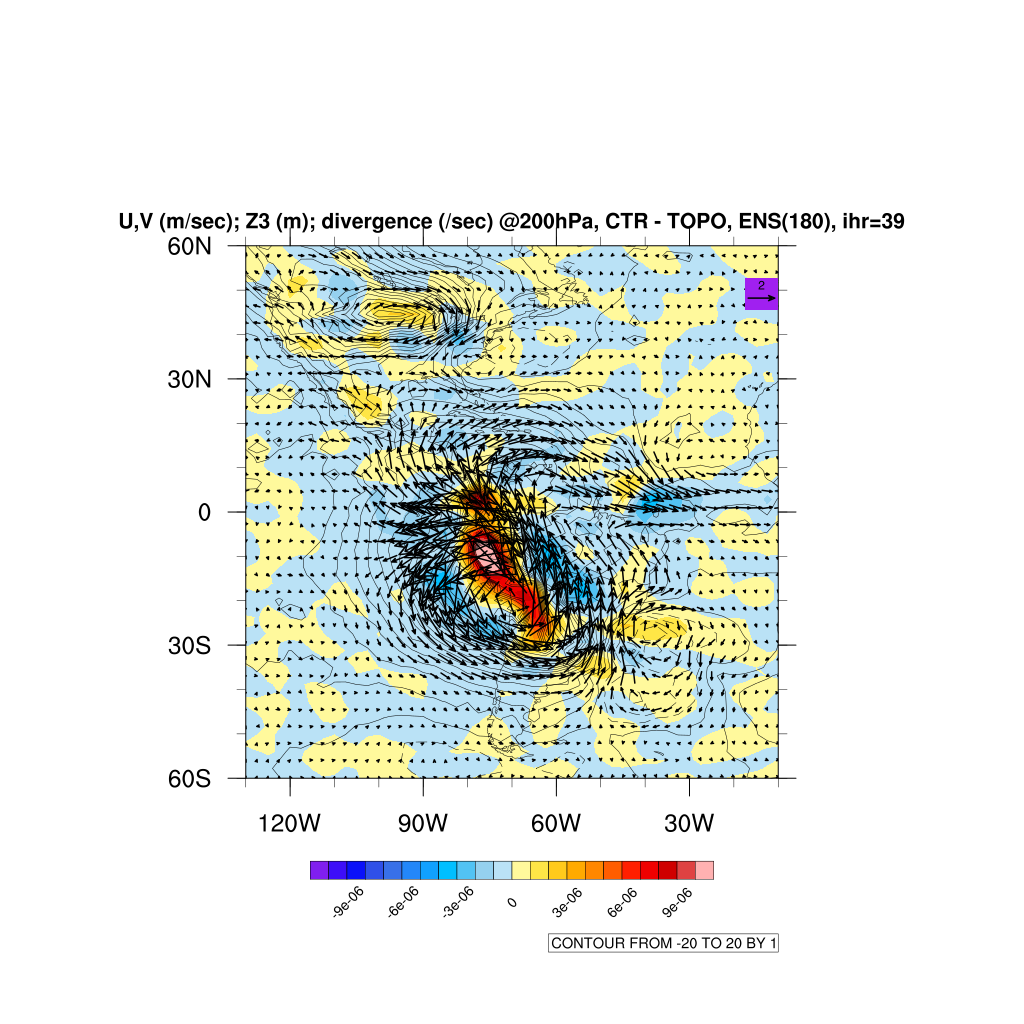 U,V (m/sec); Z3 (m); divergence (/sec) @200hPa, CTR - TOPO, ENS(180), ihr=39
60N
2
30N
0
30S
60S
120W 90W 60W 30W
-9e-06 -6e-06 -3e-06 0 3e-06 6e-06 9e-06
CONTOUR FROM -20 TO 20 BY 1